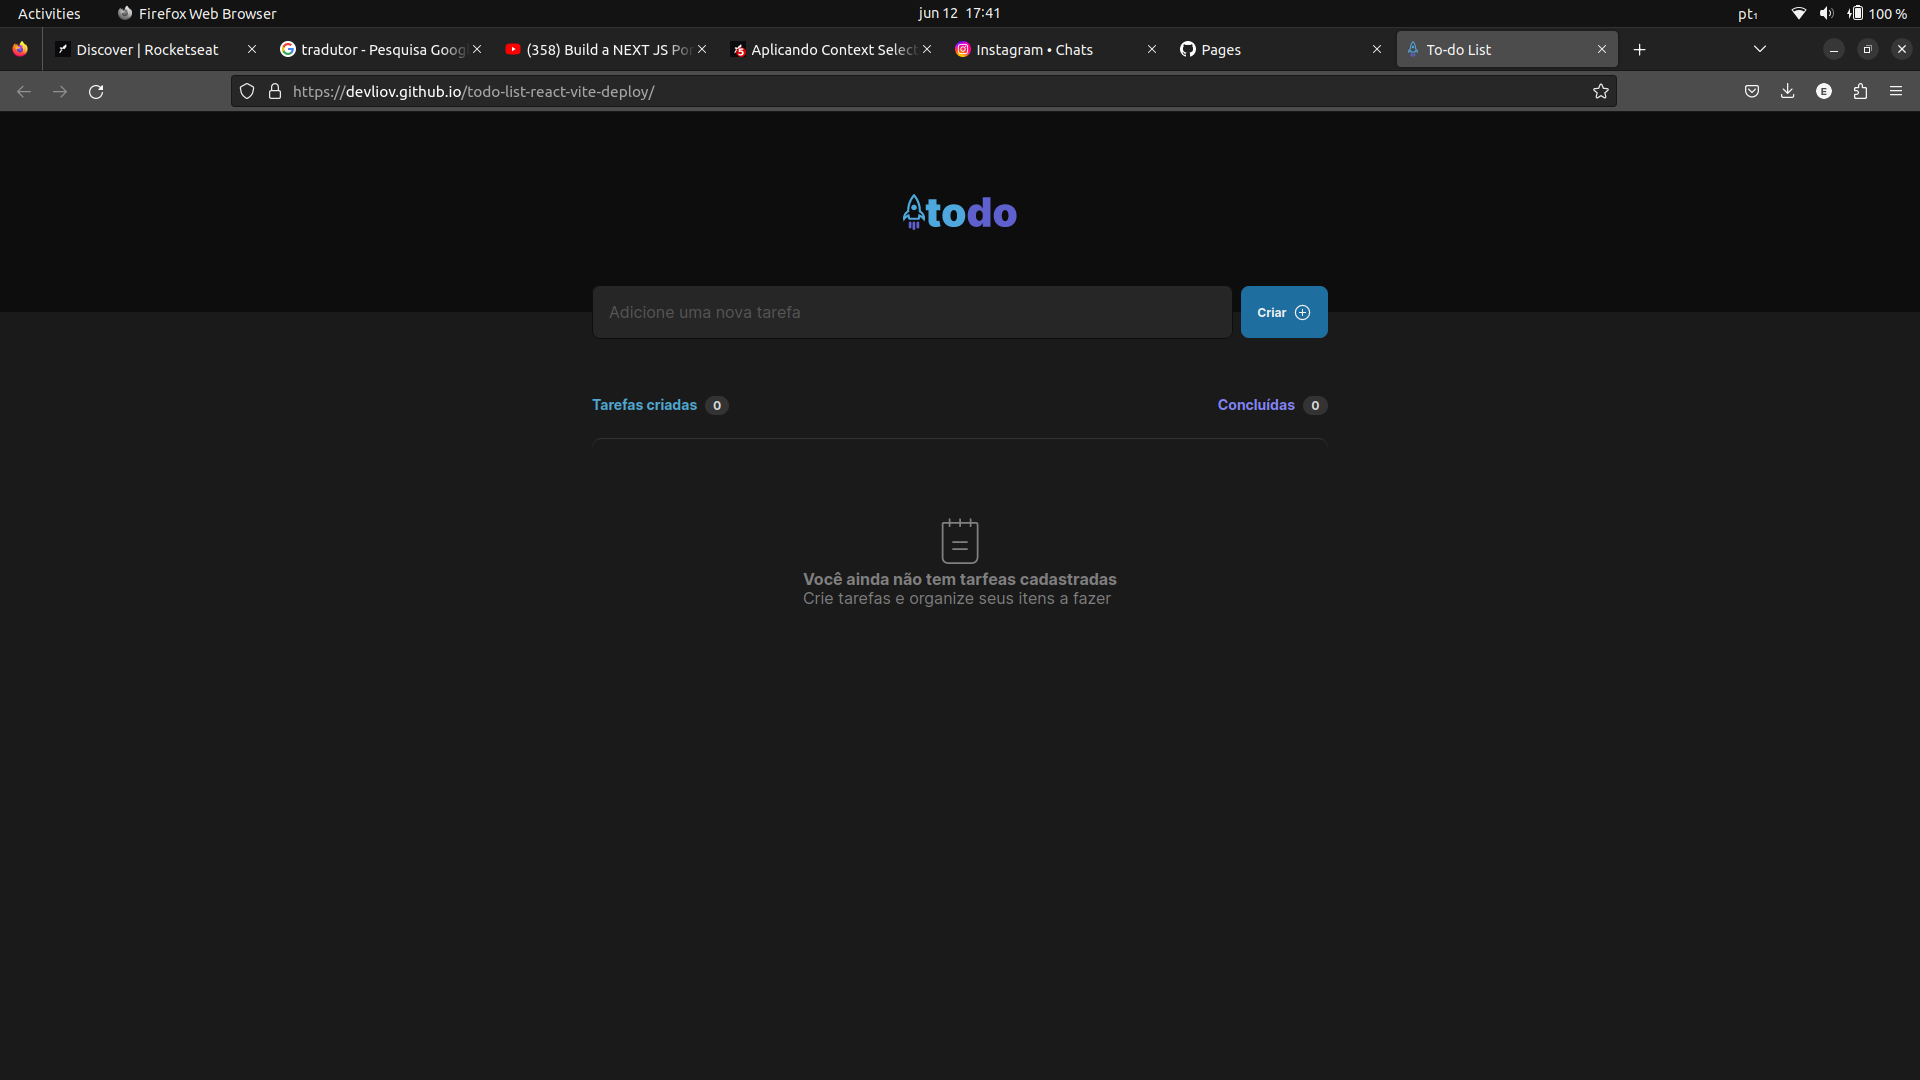 Activities
Firefox Web Browser
jun 12 17:41
pt₁
100 %
Discover | Rocketseat
tradutor - Pesquisa Goog
(358) Build a NEXT JS Por
Aplicando Context Select
Instagram • Chats
Pages
To-do List
https://devliov.github.io/todo-list-react-vite-deploy/
E
todo
Adicione uma nova tarefa
Criar
Tarefas criadas 0
Concluídas 0
Você ainda não tem tarfeas cadastradas
Crie tarefas e organize seus itens a fazer